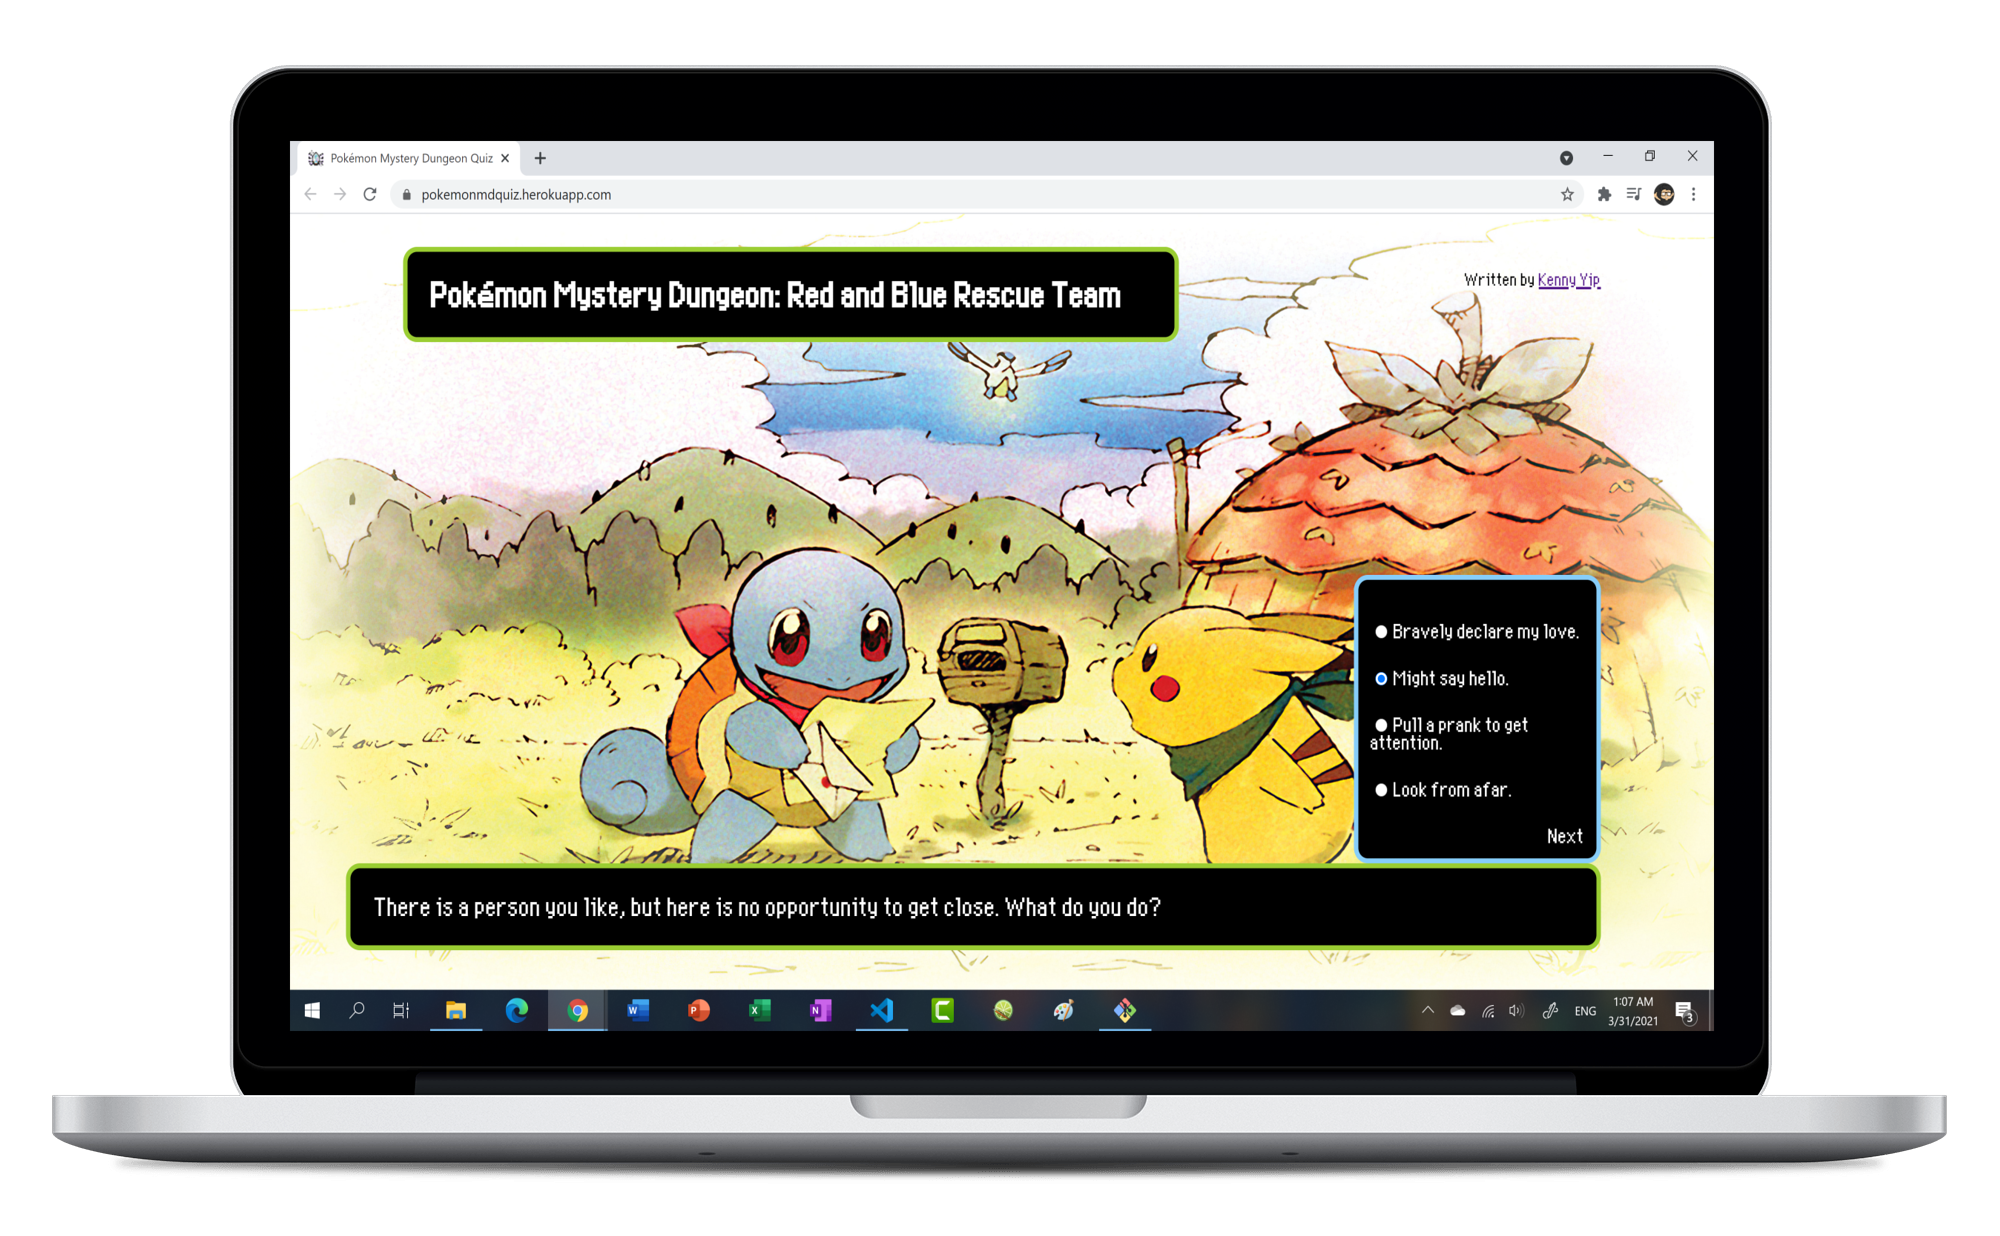 Pokémon Mystery Dungeon Quiz
pokemonmdquiz.herokuapp.com
Pokémon Mystery Dungeon: Red and Blue Rescue Team
Written by Kenny Yip
Bravely declare my love.
Might say hello.
Pull a prank to get
attention.
Look from afar.
Next
There is a person you like, but here is no opportunity to get close. What do you do?
W
P
X
N
C
ENG
1:07 AM
3/31/2021
3